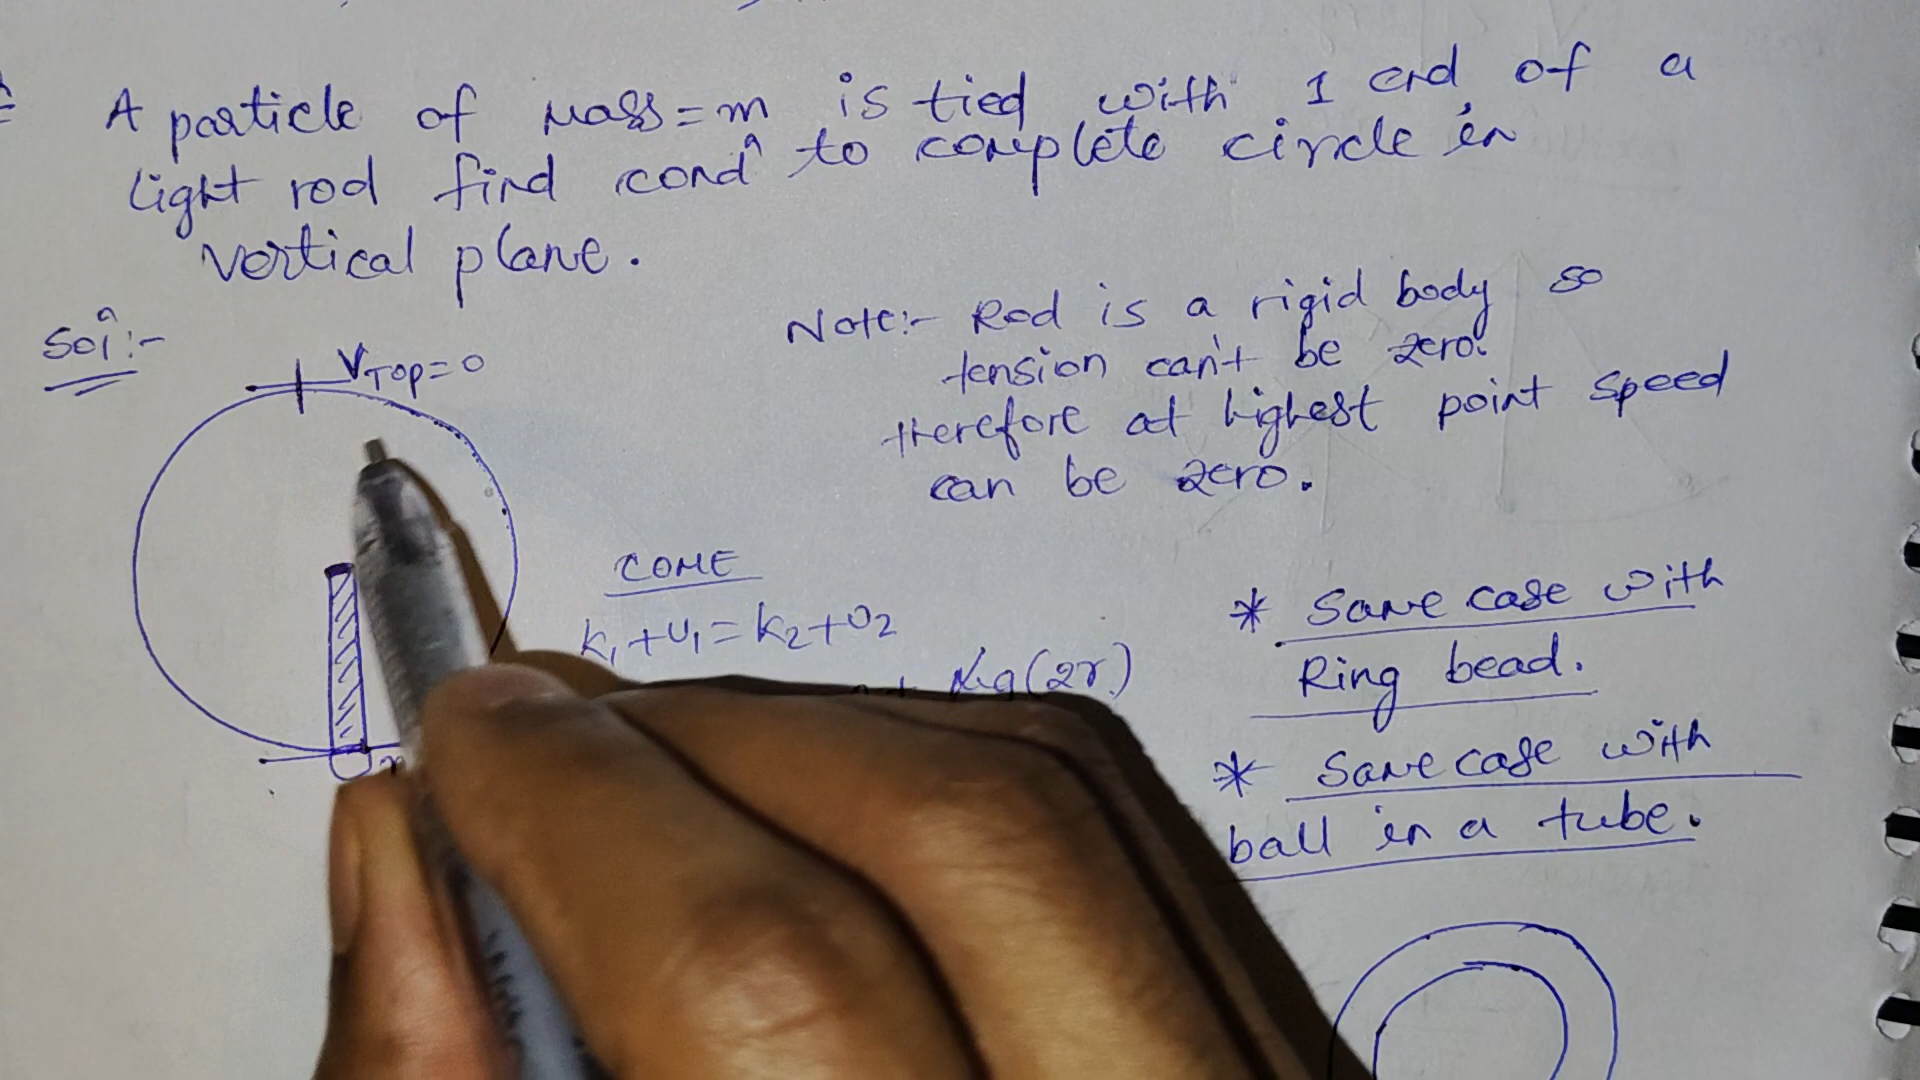 A particle of mass = m is tied with 1 end of a
light rod find condⁿ to complete circle in
vertical plane.
Solⁿ:-
VTOP = 0
Note:- Rod is a rigid body so
tension can't be zero.
therefore at highest point speed
can be zero.
COME
K₁+U₁ = K₂+U₂
g(2r)
* Same case with
Ring bead.
* Same case with
ball in a tube.